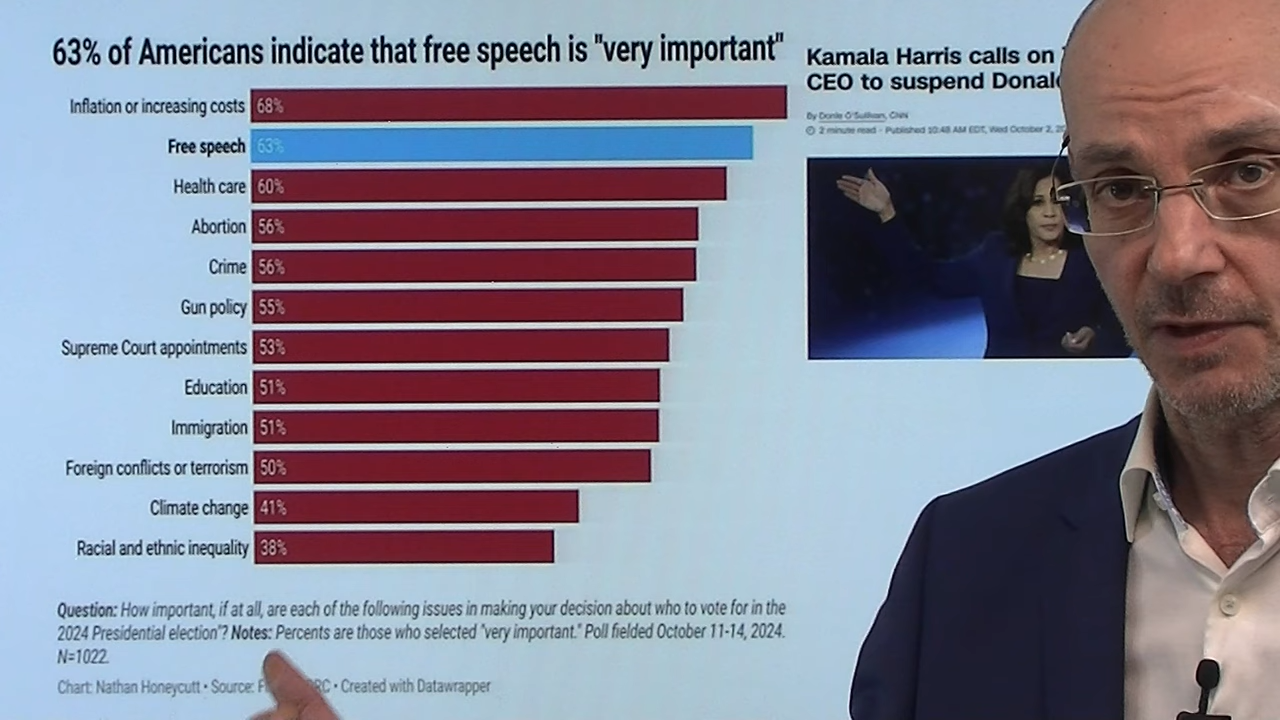 63% of Americans indicate that free speech is "very important"
Inflation or increasing costs 68%
Free speech 63%
Health care 60%
Abortion 56%
Crime 56%
Gun policy 55%
Supreme Court appointments 53%
Education 51%
Immigration 51%
Foreign conflicts or terrorism 50%
Climate change 41%
Racial and ethnic inequality 38%
Question: How important, if at all, are each of the following issues in making your decision about who to vote for in the
2024 Presidential election"? Notes: Percents are those who selected "very important." Poll fielded October 11-14, 2024.
N=1022.
Chart: Nathan Honeycutt • Source: • Created with Datawrapper
Kamala Harris calls on
CEO to suspend Donal
By Donie O'Sullivan, CNN
2 minute read - Published 10:48 AM EDT, Wed October 2, 20